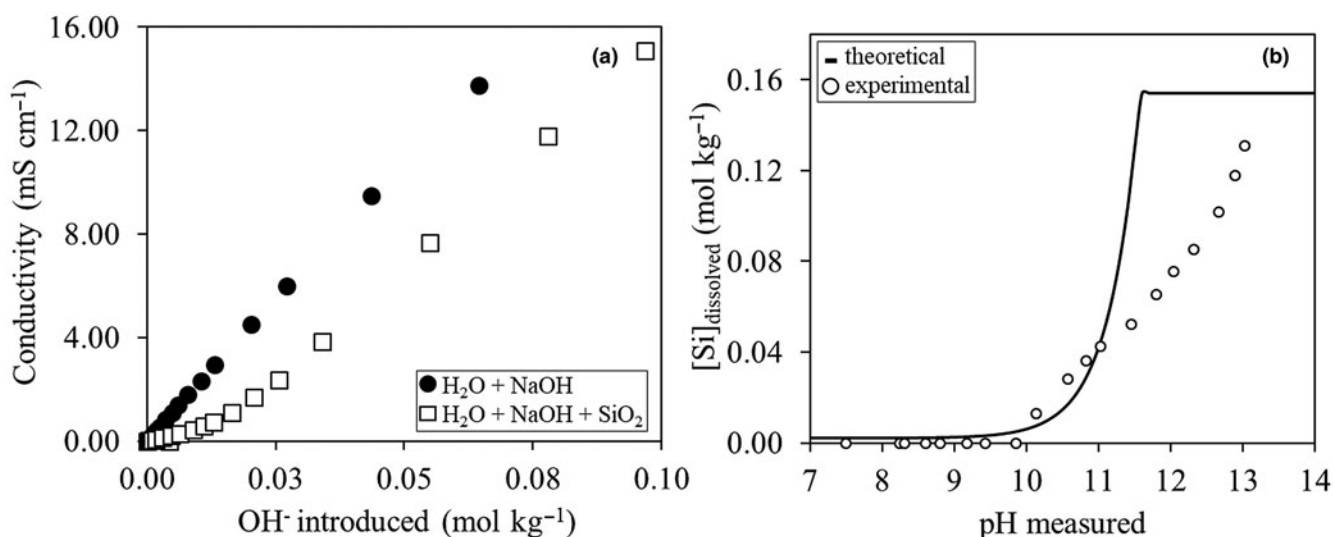 16.00
12.00
8.00
4.00
0.00
Conductivity (mS cm⁻¹)
(a)
● H₂O + NaOH
□ H₂O + NaOH + SiO₂
0.00 0.03 0.05 0.08 0.10
OH⁻ introduced (mol kg⁻¹)
(b)
– theoretical
○ experimental
0.16
0.12
0.08
0.04
0.00
[Si]dissolved (mol kg⁻¹)
7 8 9 10 11 12 13 14
pH measured